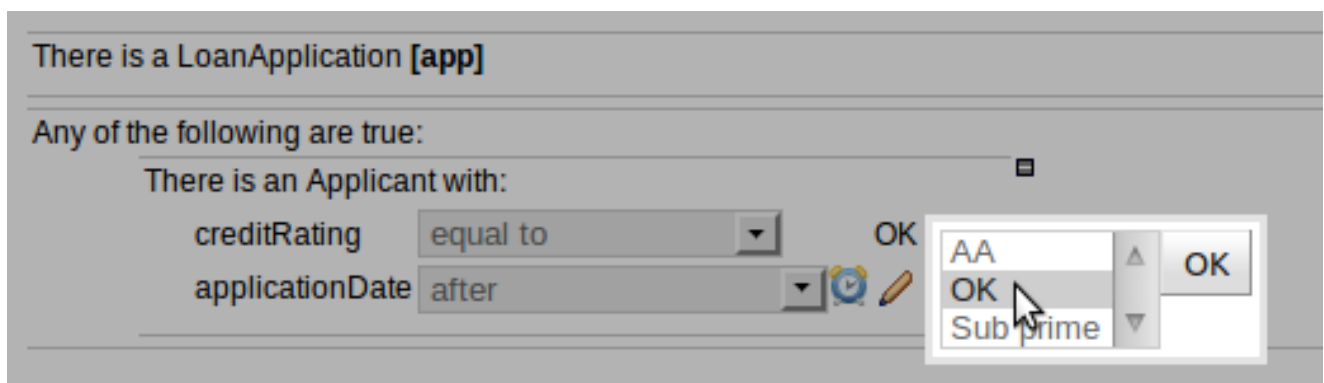 There is a LoanApplication [app]
Any of the following are true:
There is an Applicant with:
creditRating equal to OK
applicationDate after
AA
OK
Sub prime
OK